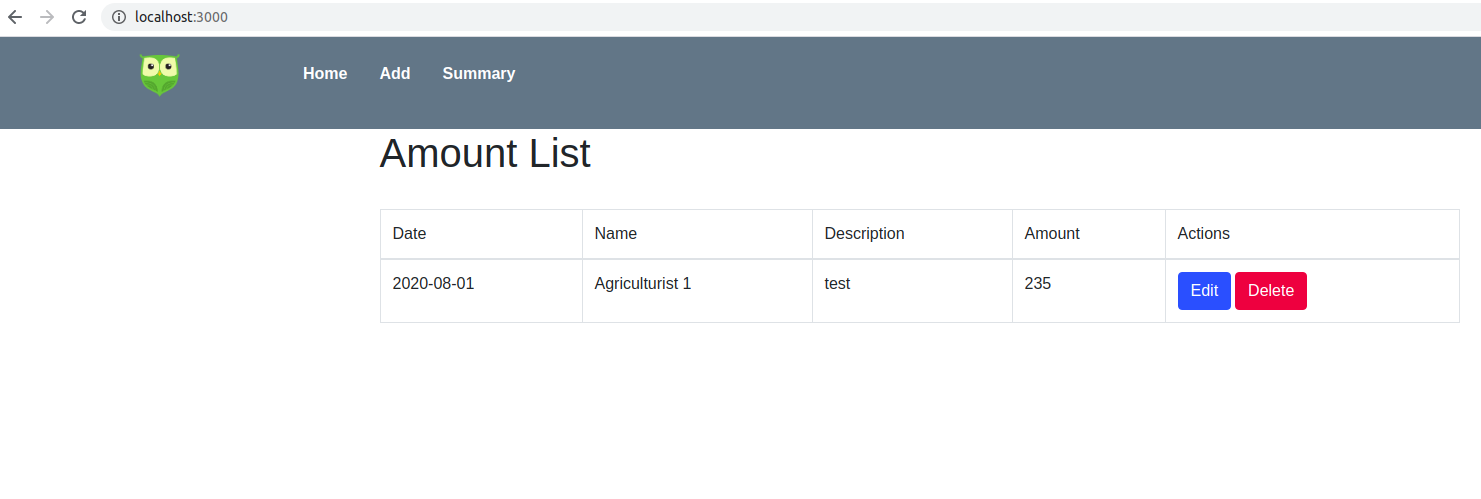 localhost:3000
Home Add Summary
Amount List
Date Name Description Amount Actions
2020-08-01 Agriculturist 1 test 235 Edit Delete